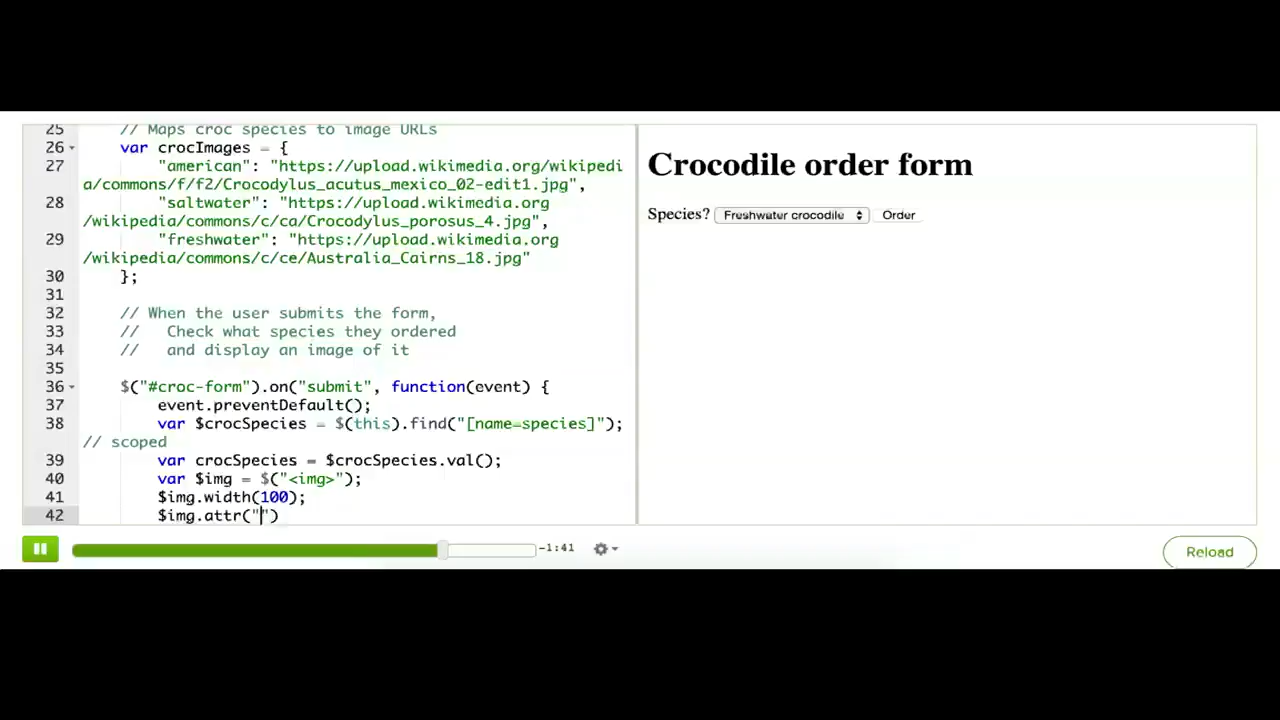 25 // Maps croc species to image URLs
26 var crocImages = {
27 "american": "https://upload.wikimedia.org/wikipedi
a/commons/f/f2/Crocodylus_acutus_mexico_02-edit1.jpg",
28 "saltwater": "https://upload.wikimedia.org
/wikipedia/commons/c/ca/Crocodylus_porosus_4.jpg",
29 "freshwater": "https://upload.wikimedia.org
/wikipedia/commons/c/ce/Australia_Cairns_18.jpg"
30 };
31
32 // When the user submits the form,
33 // Check what species they ordered
34 // and display an image of it
35
36 $("#croc-form").on("submit", function(event) {
37 event.preventDefault();
38 var $crocSpecies = $(this).find("[name=species]");
// scoped
39 var crocSpecies = $crocSpecies.val();
40 var $img = $("<img>");
41 $img.width(100);
42 $img.attr("")
Crocodile order form
Species? Freshwater crocodile Order
-1:41
Reload